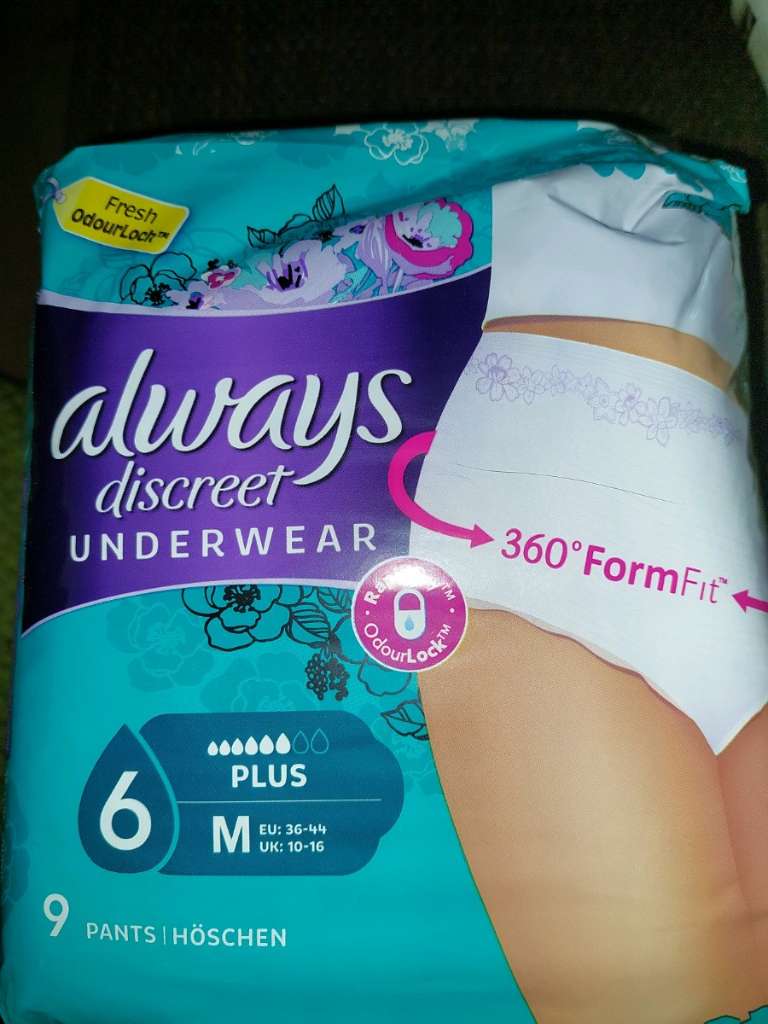 Fresh
OdourLock™
always
discreet
UNDERWEAR
360° FormFit™
OdourLock™
6
PLUS
M
EU: 36-44
UK: 10-16
9 PANTS | HÖSCHEN